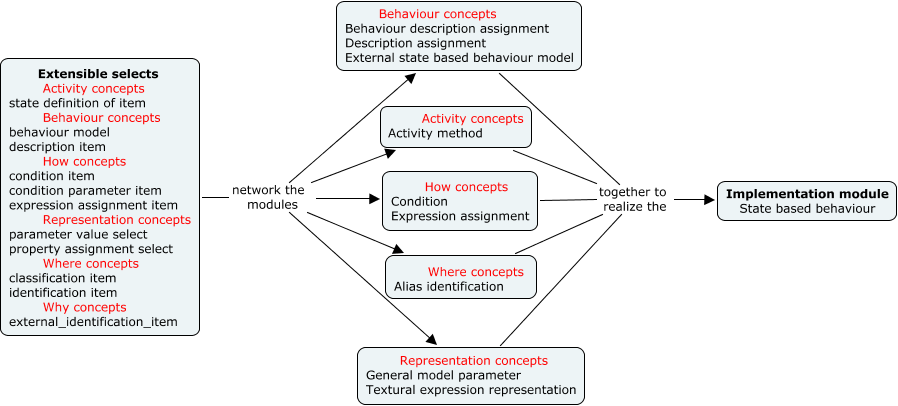 Extensible selects
Activity concepts
state definition of item
Behaviour concepts
behaviour model
description item
How concepts
condition item
condition parameter item
expression assignment item
Representation concepts
parameter value select
property assignment select
Where concepts
classification item
identification item
Why concepts
external_identification_item
network the
modules
Behaviour concepts
Behaviour description assignment
Description assignment
External state based behaviour model
Activity concepts
Activity method
How concepts
Condition
Expression assignment
Where concepts
Alias identification
Representation concepts
General model parameter
Textural expression representation
together to
realize the
Implementation module
State based behaviour